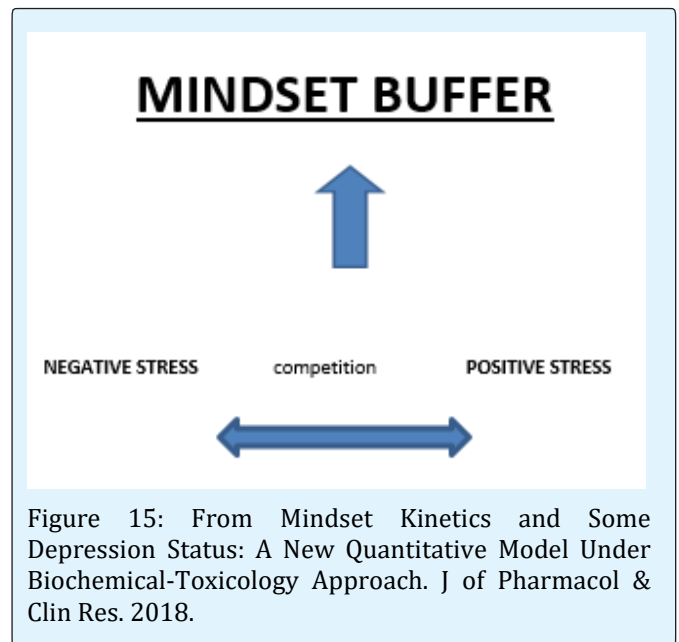 MINDSET BUFFER
NEGATIVE STRESS competition POSITIVE STRESS
Figure 15: From Mindset Kinetics and Some
Depression Status: A New Quantitative Model Under
Biochemical-Toxicology Approach. J of Pharmacol &
Clin Res. 2018.